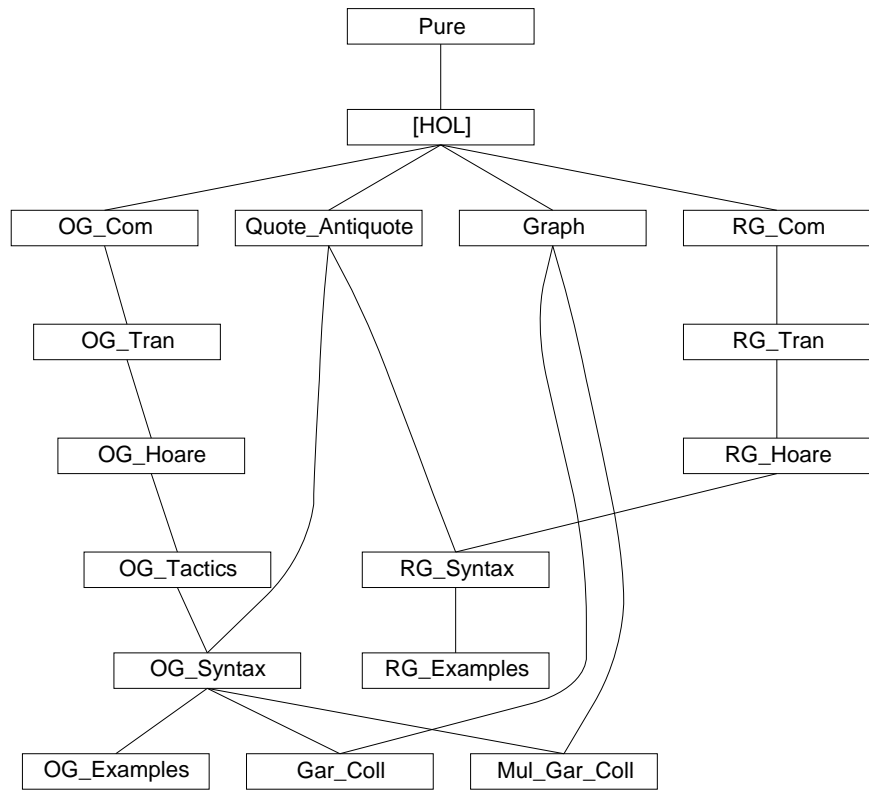 Pure
[HOL]
OG_Com
Quote_Antiquote
Graph
RG_Com
OG_Tran
RG_Tran
OG_Hoare
RG_Hoare
OG_Tactics
RG_Syntax
OG_Syntax
RG_Examples
OG_Examples
Gar_Coll
Mul_Gar_Coll